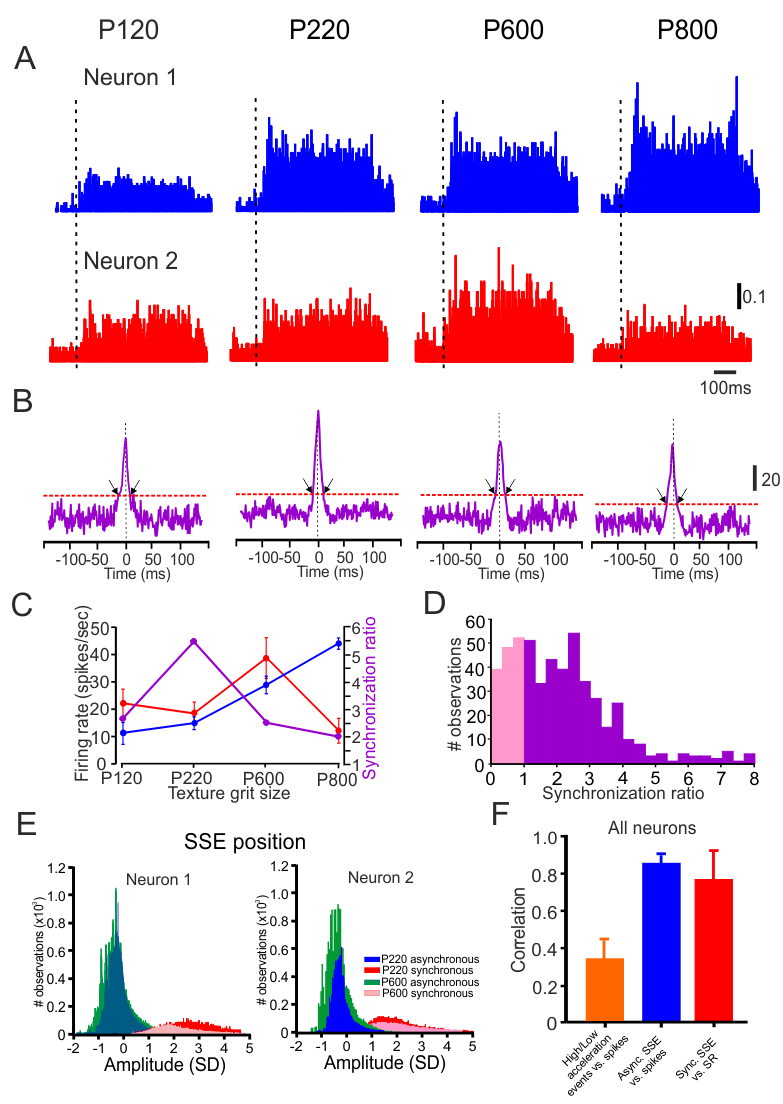 P120 P220 P600 P800
A
Neuron 1
Neuron 2
0.1
100ms
B
20
-100 -50 0 50 100
-100 -50 0 50 100
-100 -50 0 50 100
-100 -50 0 50 100
Time (ms)
Time (ms)
Time (ms)
Time (ms)
C
Firing rate (spikes/sec)
50
40
30
20
10
0
6
5
4
3
2
1
Synchronization ratio
P120 P220 P600 P800
Texture grit size
D
# observations
60
50
40
30
20
10
0
0 1 2 3 4 5 6 7 8
Synchronization ratio
E
SSE position
Neuron 1
# observations (x10³)
1.2
1.0
0.8
0.6
0.4
0.2
0
-2 -1 0 1 2 3 4 5
Amplitude (SD)
Neuron 2
# observations (x10³)
1.2
1.0
0.8
0.6
0.4
0.2
0
P220 asynchronous
P220 synchronous
P600 asynchronous
P600 synchronous
-2 -1 0 1 2 3 4 5
Amplitude (SD)
F
All neurons
Correlation
1.0
0.8
0.6
0.4
0.2
0
High/Low
acceleration
events vs. spikes
Async. SSE
vs. spikes
Sync. SSE
vs. SR